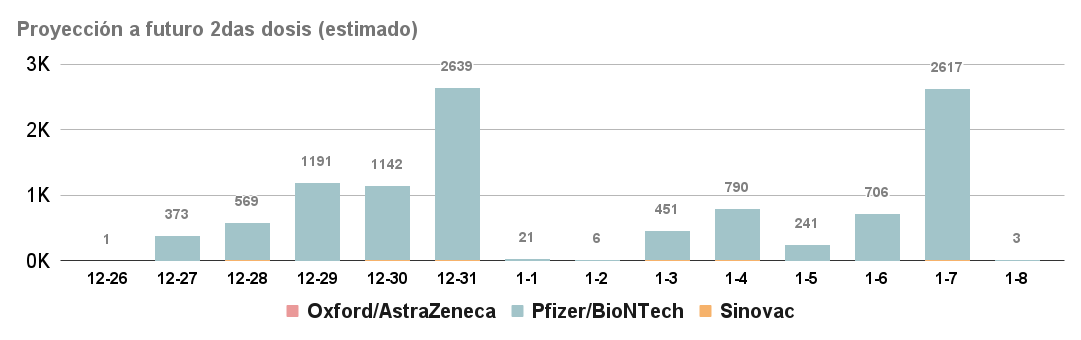 Proyección a futuro 2das dosis (estimado)
3K
2K
1K
0K
1
373
569
1191
1142
2639
21
6
451
790
241
706
2617
3
12-26 12-27 12-28 12-29 12-30 12-31 1-1 1-2 1-3 1-4 1-5 1-6 1-7 1-8
Oxford/AstraZeneca Pfizer/BioNTech Sinovac